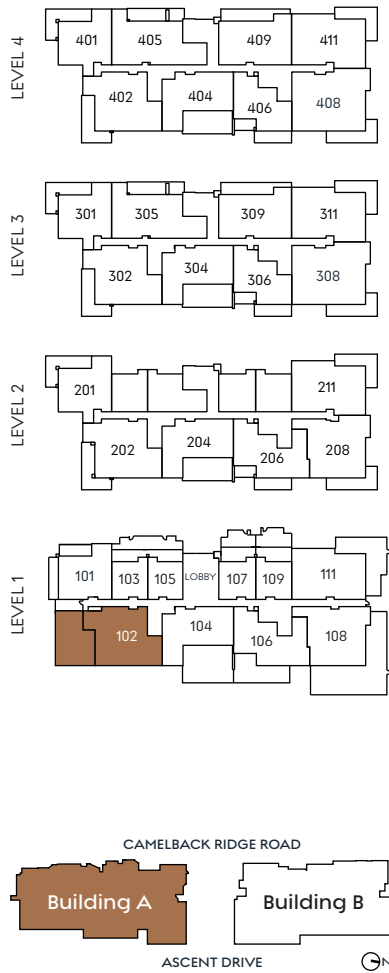 LEVEL 4
401 405 409 411
402 404 406 408
LEVEL 3
301 305 309 311
302 304 306 308
LEVEL 2
201 211
202 204 206 208
LEVEL 1
101 103 105 LOBBY 107 109 111
102 104 106 108
CAMELBACK RIDGE ROAD
Building A Building B
ASCENT DRIVE N